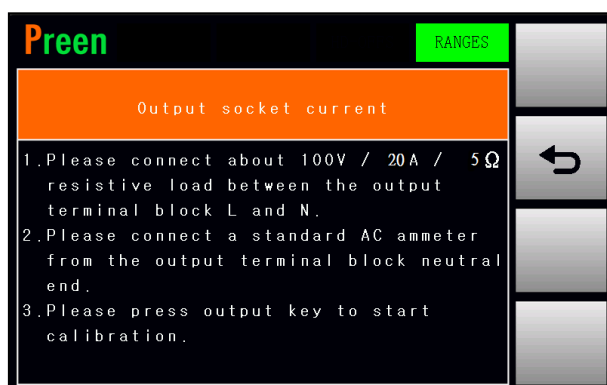 Preen
RANGES
Output socket current
1.Please connect about 100V / 20A / 5Ω
resistive load between the output
terminal block L and N.
2.Please connect a standard AC ammeter
from the output terminal block neutral
end.
3.Please press output key to start
calibration.